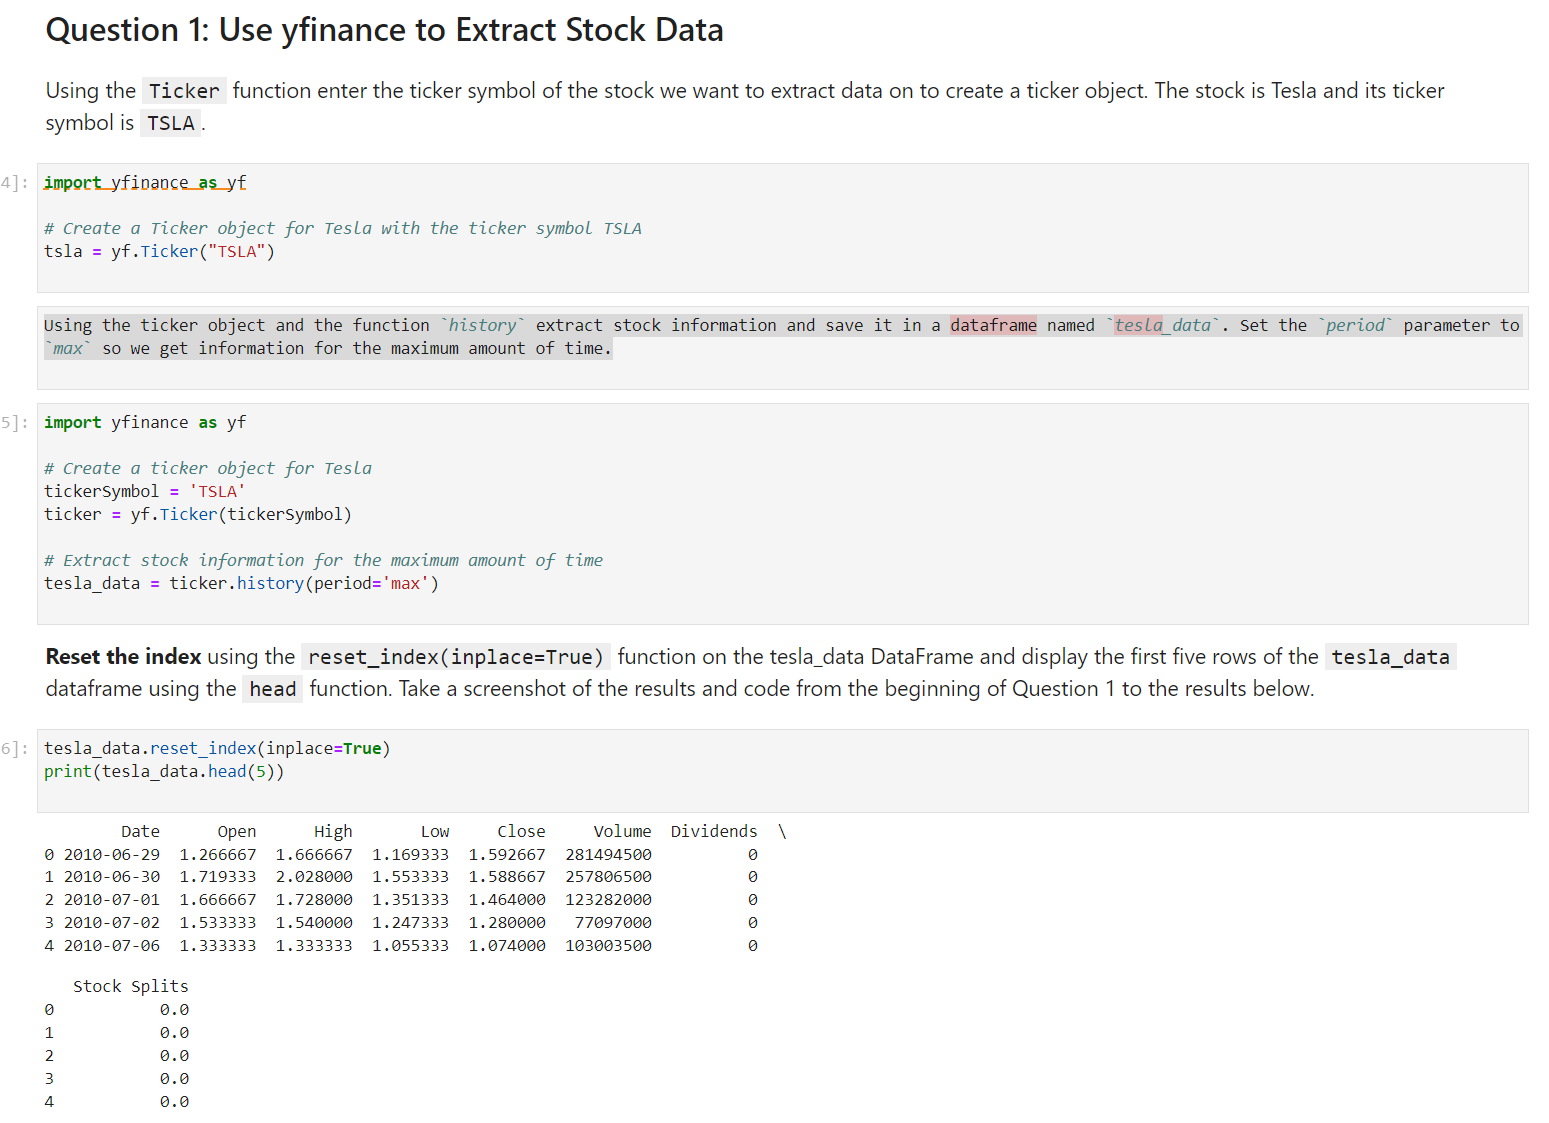 Question 1: Use yfinance to Extract Stock Data
Using the Ticker function enter the ticker symbol of the stock we want to extract data on to create a ticker object. The stock is Tesla and its ticker
symbol is TSLA.
4]: import yfinance as yf
# Create a Ticker object for Tesla with the ticker symbol TSLA
tsla = yf.Ticker("TSLA")
Using the ticker object and the function `history` extract stock information and save it in a dataframe named `tesla_data`. Set the `period` parameter to
`max` so we get information for the maximum amount of time.
5]: import yfinance as yf
# Create a ticker object for Tesla
tickerSymbol = 'TSLA'
ticker = yf.Ticker(tickerSymbol)
# Extract stock information for the maximum amount of time
tesla_data = ticker.history(period='max')
Reset the index using the reset_index(inplace=True) function on the tesla_data DataFrame and display the first five rows of the tesla_data
dataframe using the head function. Take a screenshot of the results and code from the beginning of Question 1 to the results below.
6]: tesla_data.reset_index(inplace=True)
print(tesla_data.head(5))
Date Open High Low Close Volume Dividends \
0 2010-06-29 1.266667 1.666667 1.169333 1.592667 281494500 0
1 2010-06-30 1.719333 2.028000 1.553333 1.588667 257806500 0
2 2010-07-01 1.666667 1.728000 1.351333 1.464000 123282000 0
3 2010-07-02 1.533333 1.540000 1.247333 1.280000 77097000 0
4 2010-07-06 1.333333 1.333333 1.055333 1.074000 103003500 0
Stock Splits
0 0.0
1 0.0
2 0.0
3 0.0
4 0.0